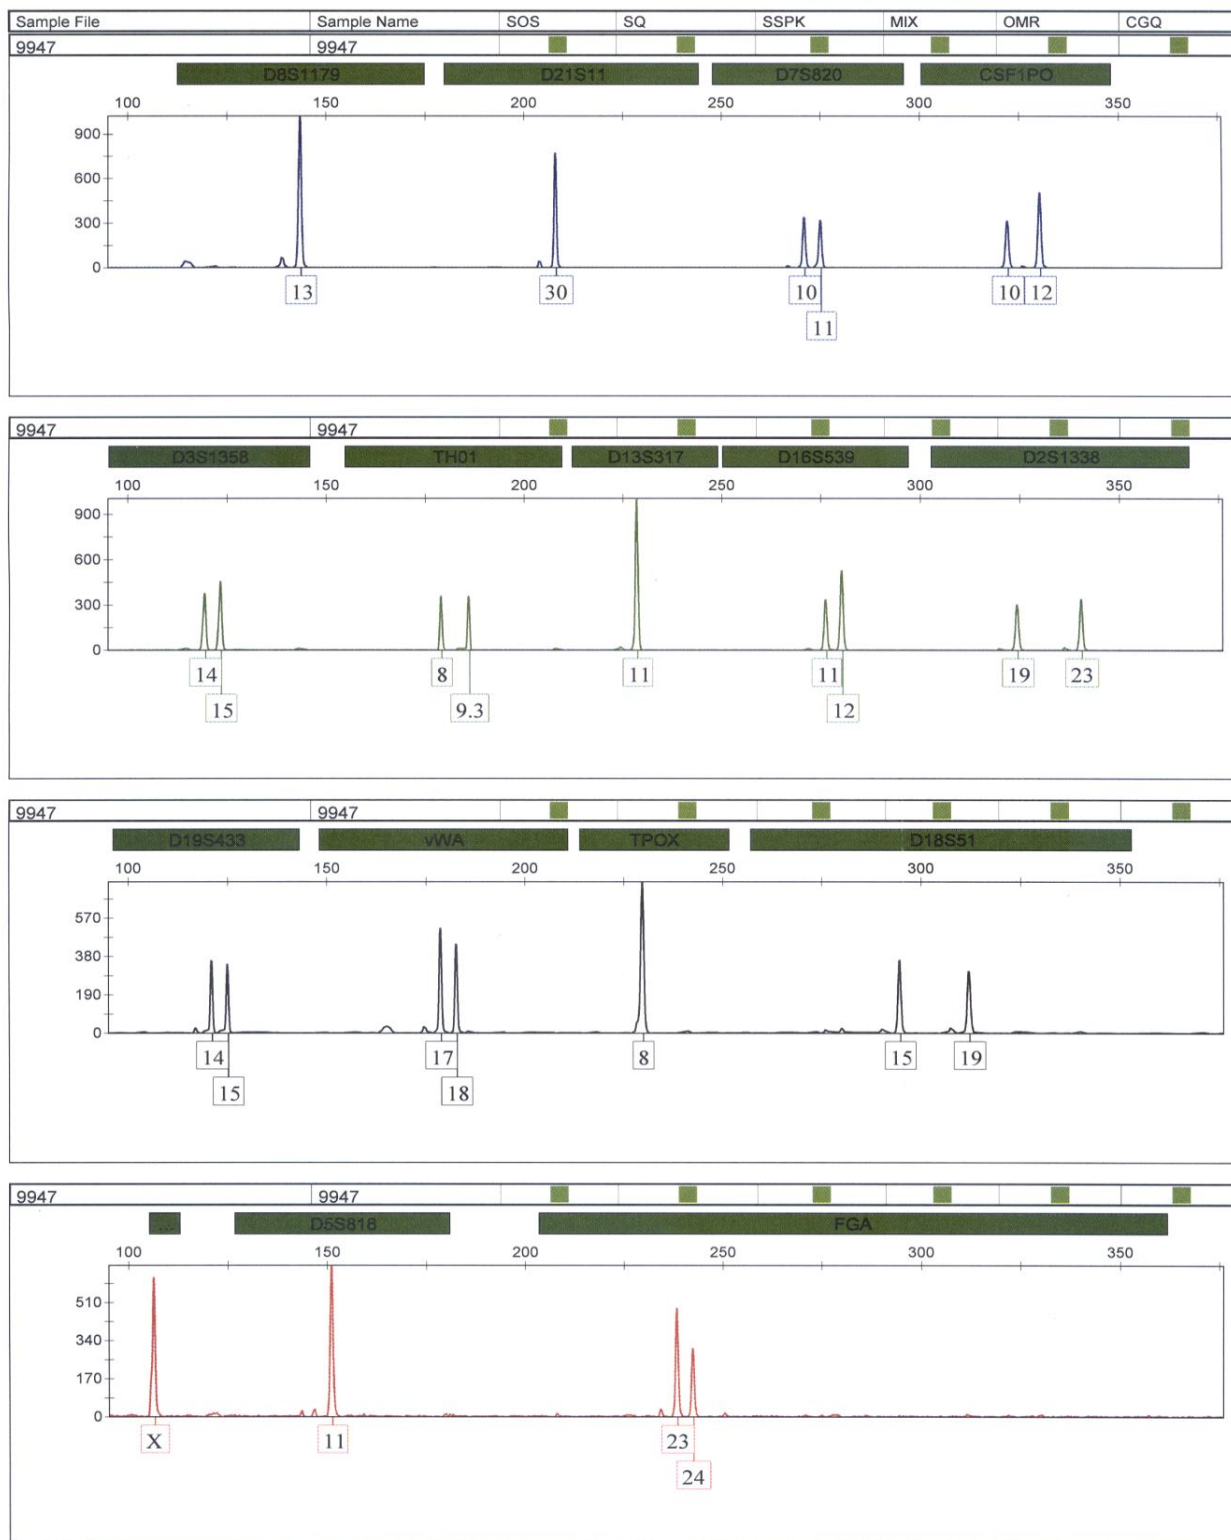 Sample File Sample Name SOS SQ SSPK MIX OMR CGQ
9947 9947
D8S1179 D21S11 D7S820 CSF1PO
100 150 200 250 300 350
900
600
300
0
13 30 10 10 12
11
9947 9947
D3S1358 TH01 D13S317 D16S539 D2S1338
100 150 200 250 300 350
900
600
300
0
14 8 11 11 19 23
15 9.3 12
9947 9947
D19S433 vWA TPOX D18S51
100 150 200 250 300 350
570
380
190
0
14 17 8 15 19
15 18
9947 9947
... D5S818 FGA
100 150 200 250 300 350
510
340
170
0
X 11 23
24